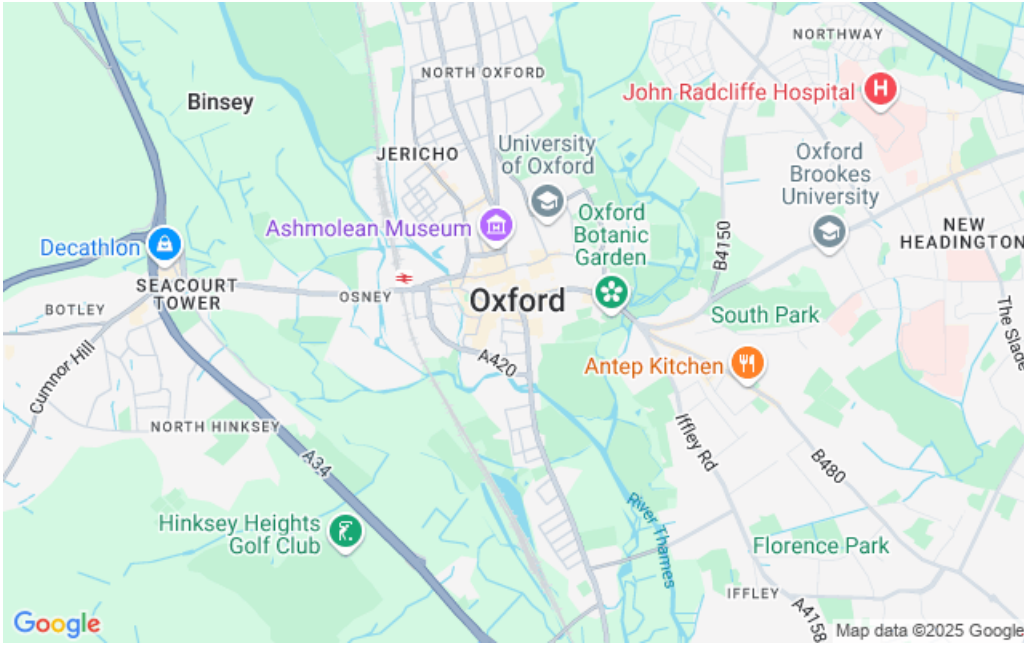 NORTHWAY
NORTH OXFORD
John Radcliffe Hospital
H
Binsey
University
of Oxford
JERICHO
Oxford
Brookes
University
Ashmolean Museum
Oxford
Botanic
Garden
B4150
NEW
HEADINGTON
Decathlon
SEACOURT
TOWER
OSNEY
Oxford
BOTLEY
South Park
The Slade
Cumnor Hill
A420
Antep Kitchen
NORTH HINKSEY
Iffley Rd
A34
B480
Hinksey Heights
Golf Club
River Thames
Florence Park
IFFLEY
A4158
Google
Map data ©2025 Google